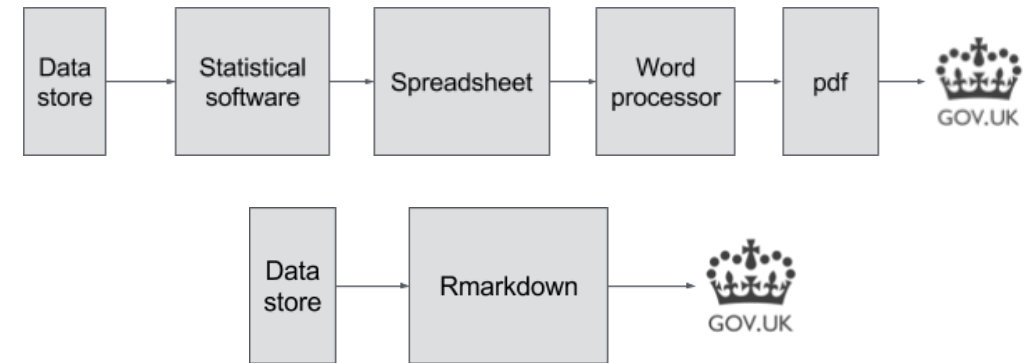 Data
store
Statistical
software
Spreadsheet
Word
processor
pdf
GOV.UK
Data
store
Rmarkdown
GOV.UK